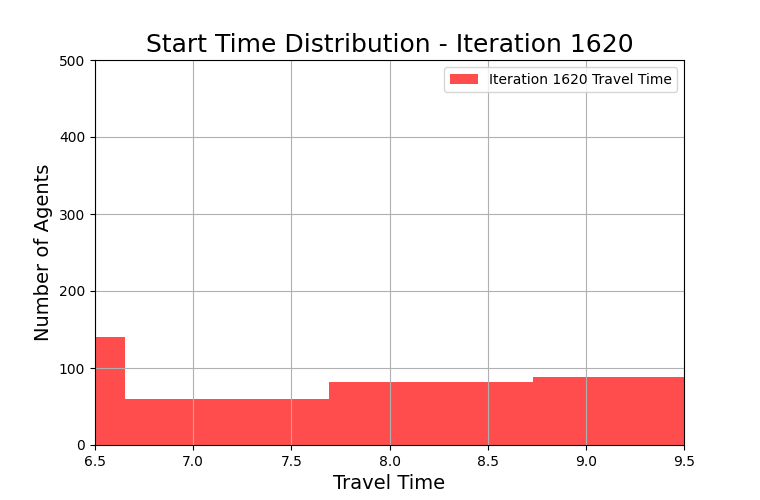 Start Time Distribution - Iteration 1620
500
Iteration 1620 Travel Time
400
300
200
100
0
Number of Agents
6.5 7.0 7.5 8.0 8.5 9.0 9.5
Travel Time